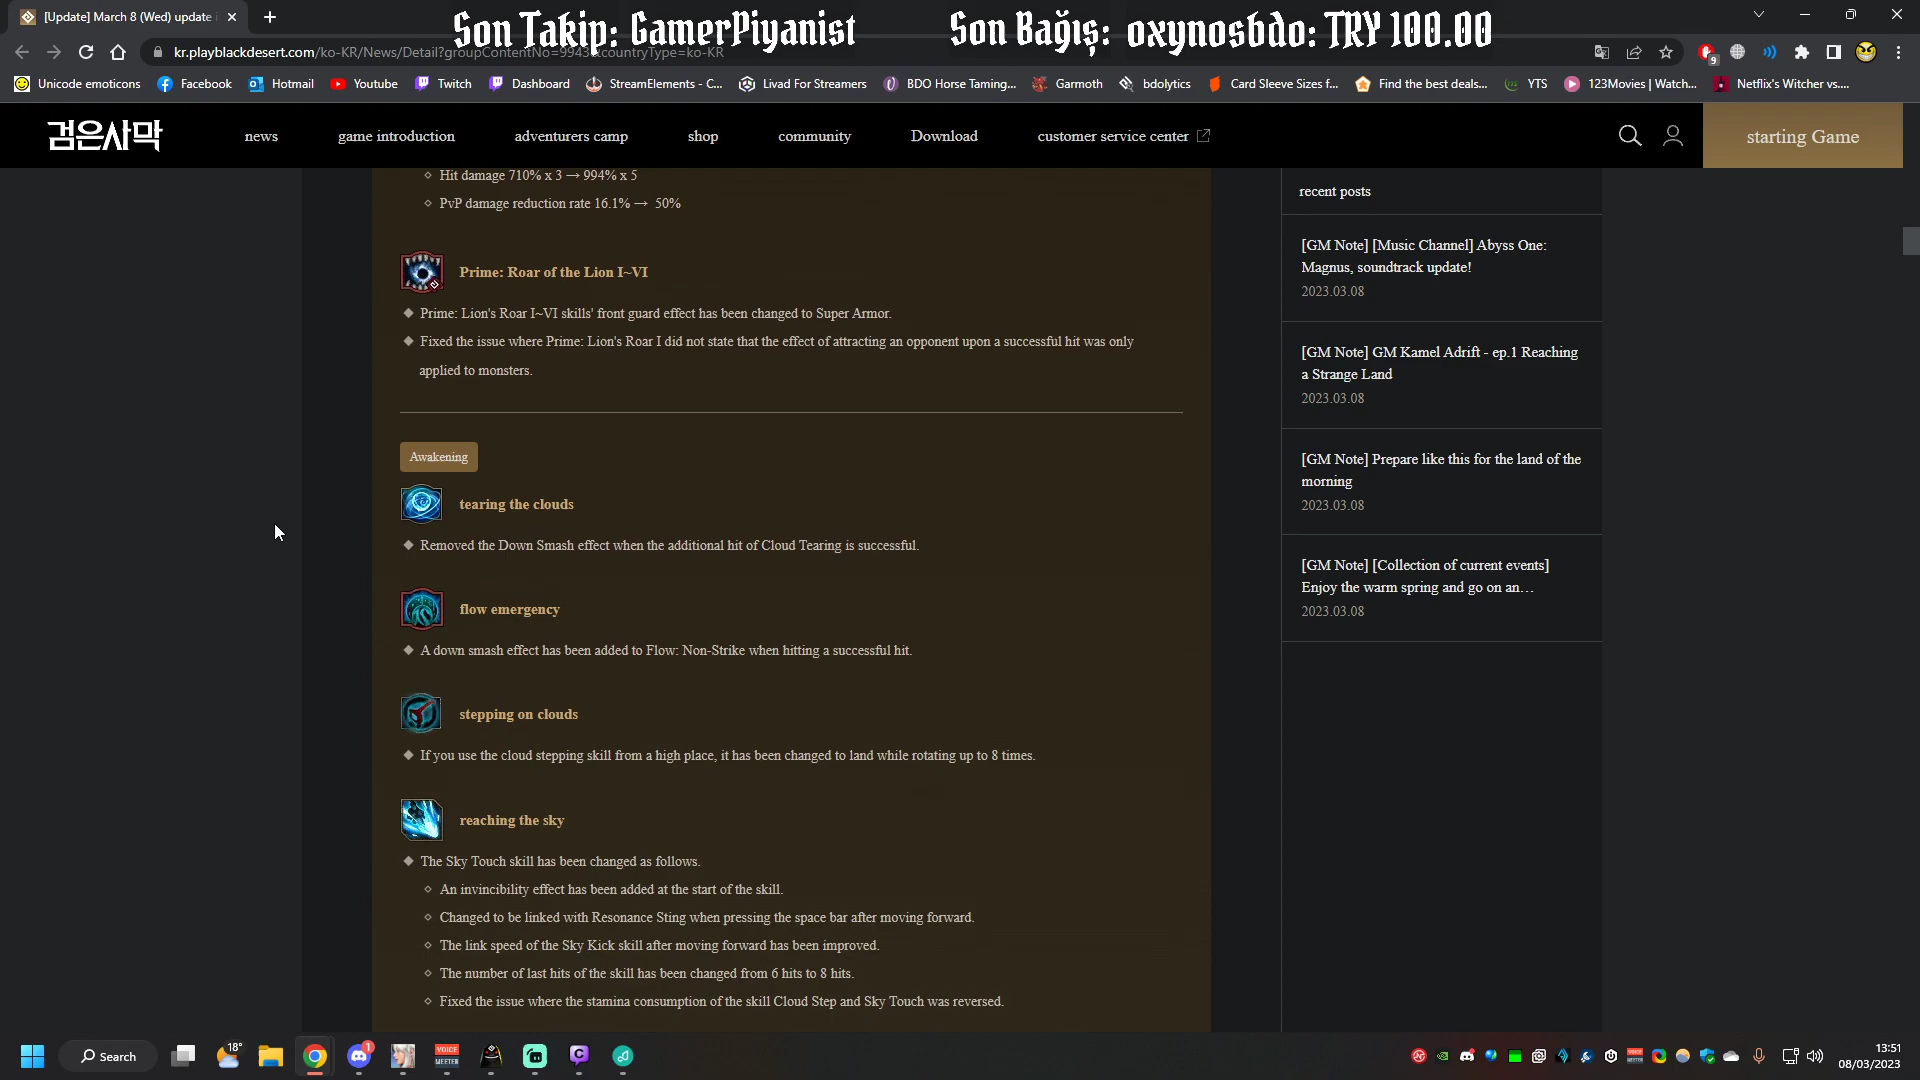 [Update] March 8 (Wed) update i
Son Takip: GamerPiyanist
Son Bağış: oxynosbdo: TRY 100.00
kr.playblackdesert.com/ko-KR/News/Detail?groupContentNo=9943&countryType=ko-KR
9
Unicode emoticons
Facebook
Hotmail
Youtube
Twitch
Dashboard
StreamElements - C...
Livad For Streamers
BDO Horse Taming...
Garmoth
bdolytics
Card Sleeve Sizes f...
Find the best deals...
YTS
123Movies | Watch...
Netflix's Witcher vs....
검은사막
news
game introduction
adventurers camp
shop
community
Download
customer service center
starting Game
Hit damage 710% x 3 → 994% x 5
PvP damage reduction rate 16.1% → 50%
Prime: Roar of the Lion I~VI
Prime: Lion's Roar I~VI skills' front guard effect has been changed to Super Armor.
Fixed the issue where Prime: Lion's Roar I did not state that the effect of attracting an opponent upon a successful hit was only
applied to monsters.
Awakening
tearing the clouds
Removed the Down Smash effect when the additional hit of Cloud Tearing is successful.
flow emergency
A down smash effect has been added to Flow: Non-Strike when hitting a successful hit.
stepping on clouds
If you use the cloud stepping skill from a high place, it has been changed to land while rotating up to 8 times.
reaching the sky
The Sky Touch skill has been changed as follows.
An invincibility effect has been added at the start of the skill.
Changed to be linked with Resonance Sting when pressing the space bar after moving forward.
The link speed of the Sky Kick skill after moving forward has been improved.
The number of last hits of the skill has been changed from 6 hits to 8 hits.
Fixed the issue where the stamina consumption of the skill Cloud Step and Sky Touch was reversed.
recent posts
[GM Note] [Music Channel] Abyss One:
Magnus, soundtrack update!
2023.03.08
[GM Note] GM Kamel Adrift - ep.1 Reaching
a Strange Land
2023.03.08
[GM Note] Prepare like this for the land of the
morning
2023.03.08
[GM Note] [Collection of current events]
Enjoy the warm spring and go on an…
2023.03.08
Search
18°
1
VOICE
MEETER
13:51
08/03/2023